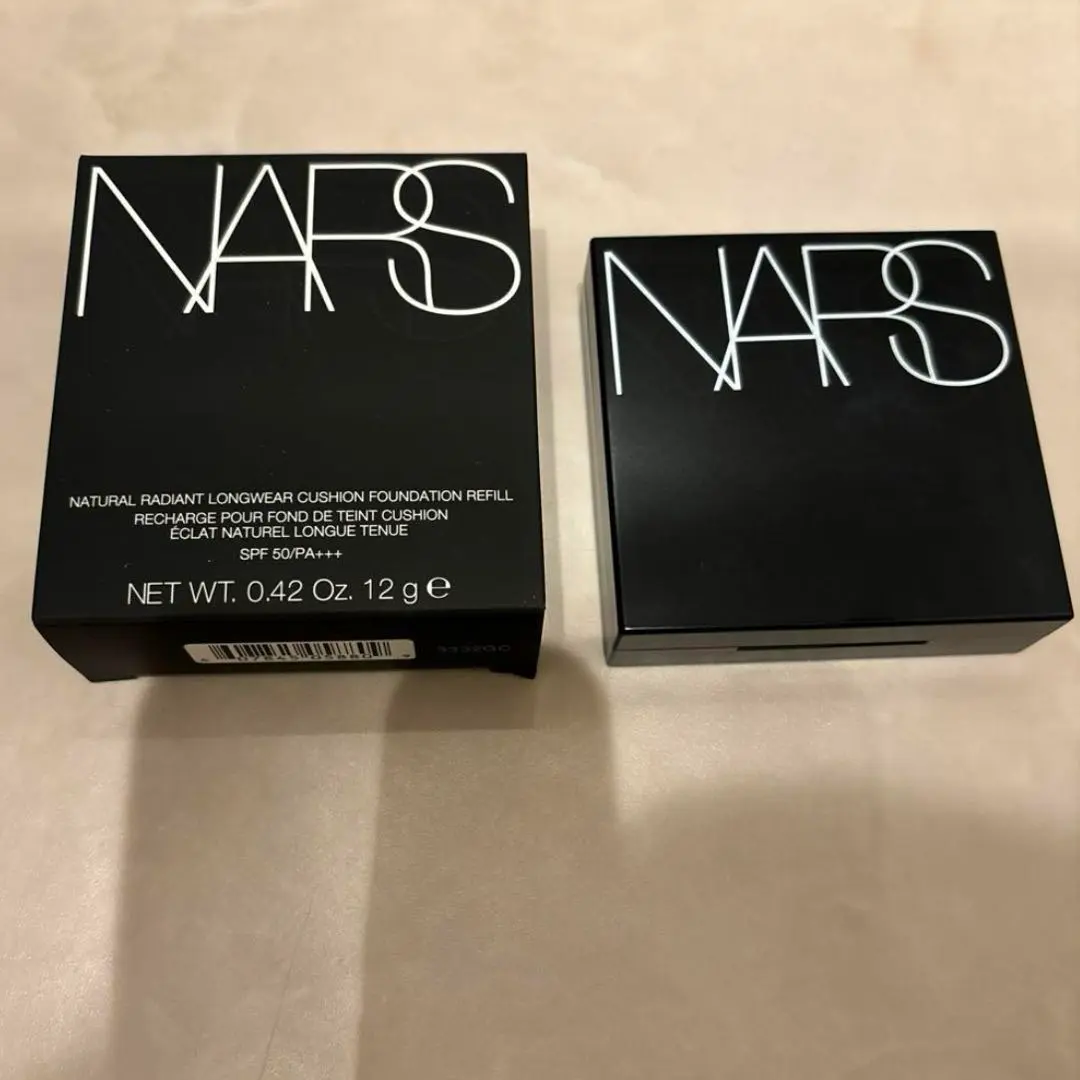 NARS
NATURAL RADIANT LONGWEAR CUSHION FOUNDATION REFILL
RECHARGE POUR FOND DE TEINT CUSHION
ÉCLAT NATUREL LONGUE TENUE
SPF 50/PA+++
NET WT. 0.42 Oz. 12 g ℮
NARS